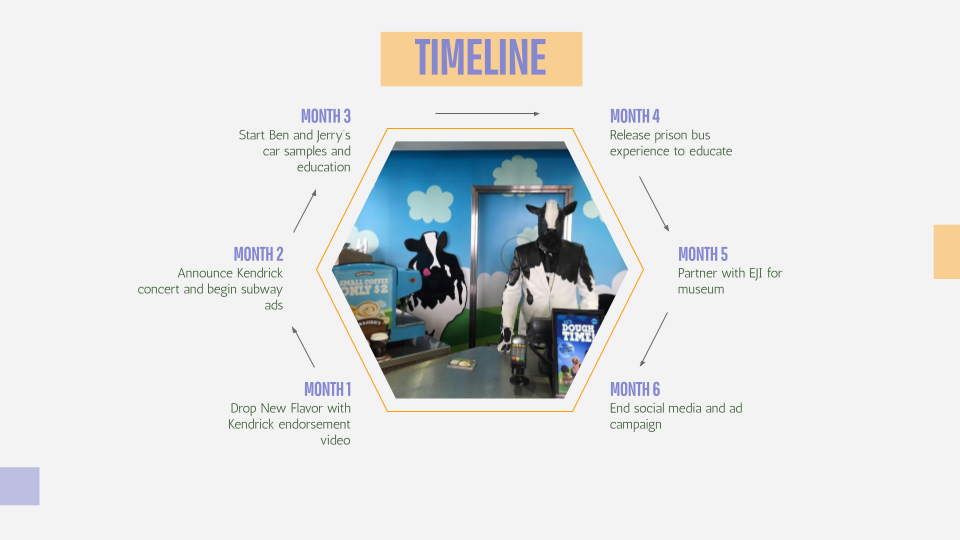 TIMELINE
MONTH 3
Start Ben and Jerry's
car samples and
education
MONTH 4
Release prison bus
experience to educate
MONTH 2
Announce Kendrick
concert and begin subway
ads
MONTH 5
Partner with EJI for
museum
MONTH 1
Drop New Flavor with
Kendrick endorsement
video
MONTH 6
End social media and ad
campaign
SMALL COFFEE
ONLY $2
DOUGH
TIME!